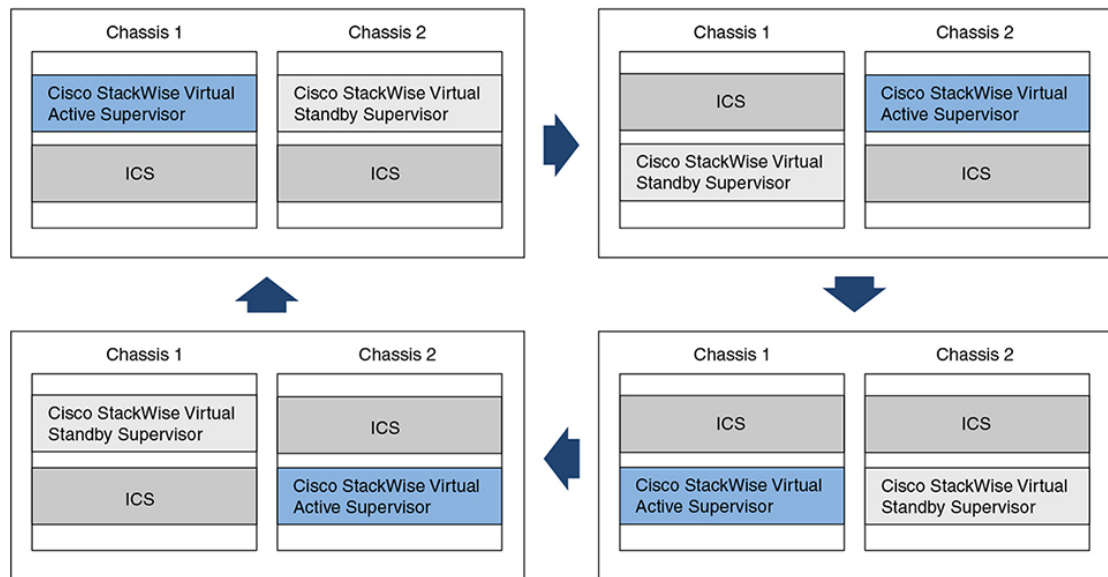 Chassis 1
Chassis 2
Cisco StackWise Virtual
Active Supervisor
Cisco StackWise Virtual
Standby Supervisor
ICS
ICS
Chassis 1
Chassis 2
ICS
Cisco StackWise Virtual
Active Supervisor
Cisco StackWise Virtual
Standby Supervisor
ICS
Chassis 1
Chassis 2
Cisco StackWise Virtual
Standby Supervisor
ICS
ICS
Cisco StackWise Virtual
Active Supervisor
Chassis 1
Chassis 2
ICS
ICS
Cisco StackWise Virtual
Active Supervisor
Cisco StackWise Virtual
Standby Supervisor